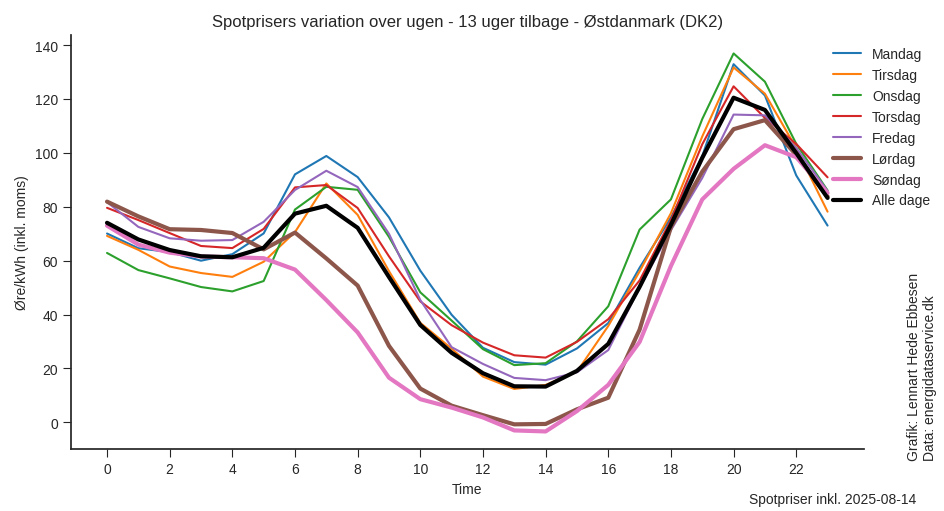 Spotprisers variation over ugen - 13 uger tilbage - Østdanmark (DK2)
140
120
100
80
60
40
20
0
Øre/kWh (inkl. moms)
0 2 4 6 8 10 12 14 16 18 20 22
Time
Mandag
Tirsdag
Onsdag
Torsdag
Fredag
Lørdag
Søndag
Alle dage
Grafik: Lennart Hede Ebbesen
Data: energidataservice.dk
Spotpriser inkl. 2025-08-14